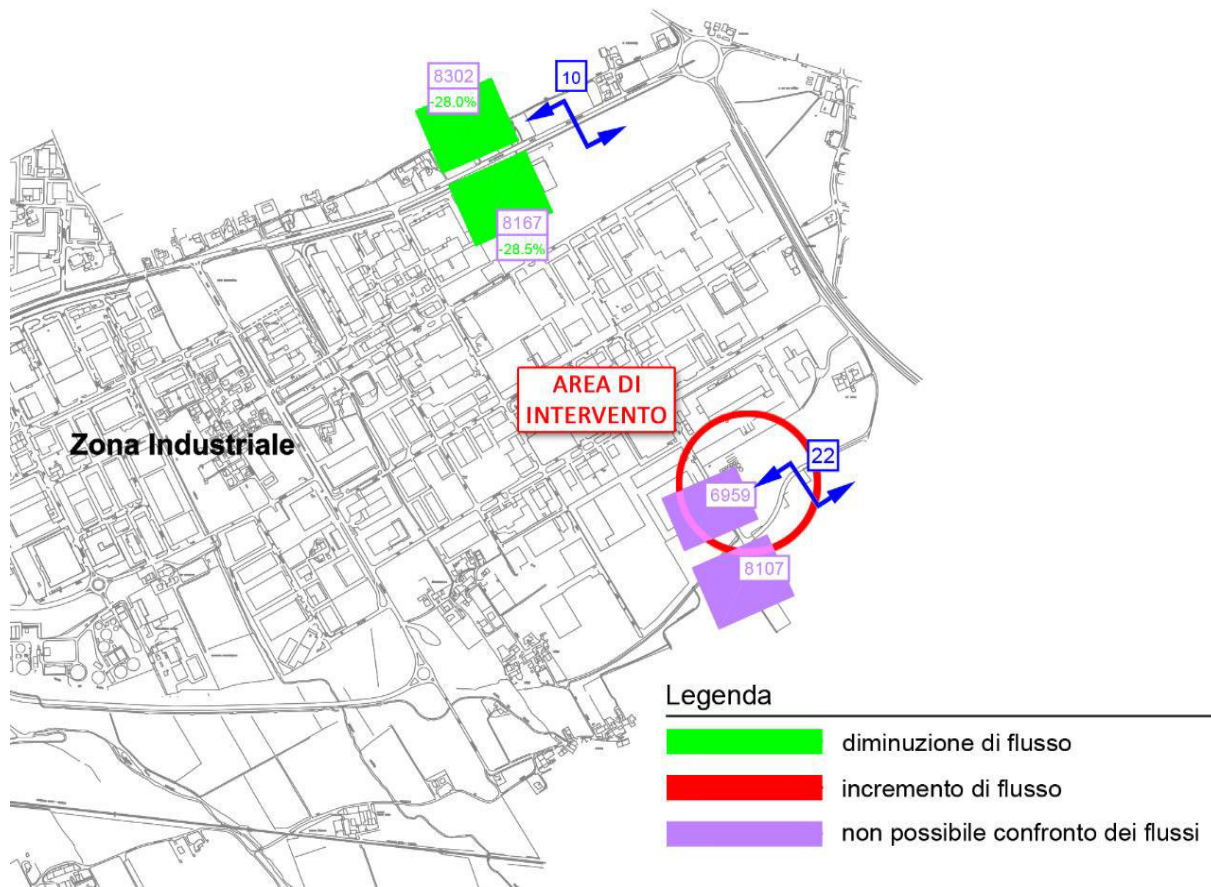 8302
-28.0%
10
8167
-28.5%
AREA DI
INTERVENTO
Zona Industriale
22
6959
8107
Legenda
diminuzione di flusso
incremento di flusso
non possibile confronto dei flussi